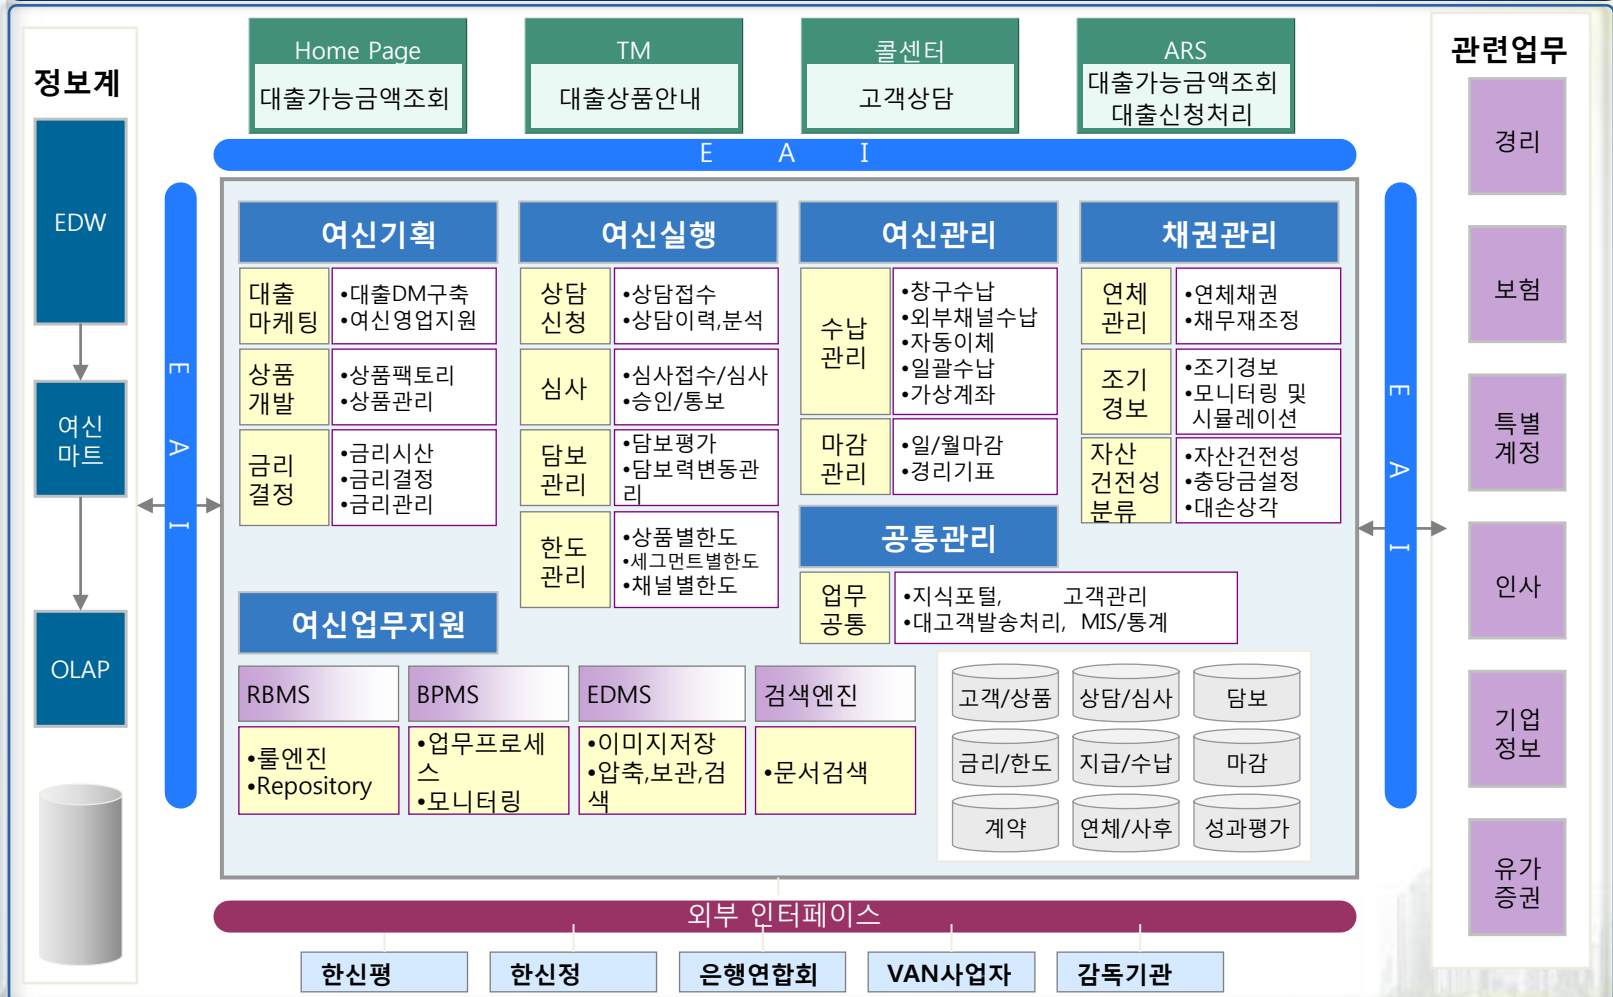 정보계
EDW
여신
마트
OLAP
Home Page
대출가능금액조회
TM
대출상품안내
콜센터
고객상담
ARS
대출가능금액조회
대출신청처리
E A I
E A I
여신기획
대출
마케팅
•대출DM구축
•여신영업지원
상품
개발
•상품팩토리
•상품관리
금리
결정
•금리시산
•금리결정
•금리관리
여신실행
상담
신청
•상담접수
•상담이력,분석
심사
•심사접수/심사
•승인/통보
담보
관리
•담보평가
•담보력변동관
리
한도
관리
•상품별한도
•세그먼트별한도
•채널별한도
여신관리
수납
관리
•창구수납
•외부채널수납
•자동이체
•일괄수납
•가상계좌
마감
관리
•일/월마감
•경리기표
채권관리
연체
관리
•연체채권
•채무재조정
조기
경보
•조기경보
•모니터링 및
시뮬레이션
자산
건전성
분류
•자산건전성
•충당금설정
•대손상각
공통관리
업무
공통
•지식포털, 고객관리
•대고객발송처리, MIS/통계
여신업무지원
RBMS
•룰엔진
•Repository
BPMS
•업무프로세
스
•모니터링
EDMS
•이미지저장
•압축,보관,검
색
검색엔진
•문서검색
고객/상품
상담/심사
담보
금리/한도
지급/수납
마감
계약
연체/사후
성과평가
E A I
관련업무
경리
보험
특별
계정
인사
기업
정보
유가
증권
외부 인터페이스
한신평
한신정
은행연합회
VAN사업자
감독기관